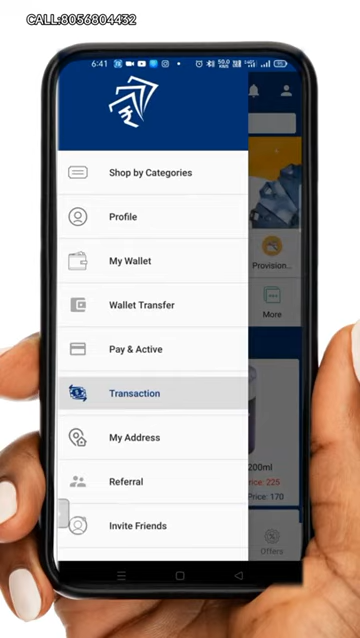 CALL:8056804432
6:41
Shop by Categories
Profile
My Wallet
Wallet Transfer
Pay & Active
Transaction
My Address
Referral
Invite Friends
Provision...
More
200ml
ice: 225
Price: 170
Offers